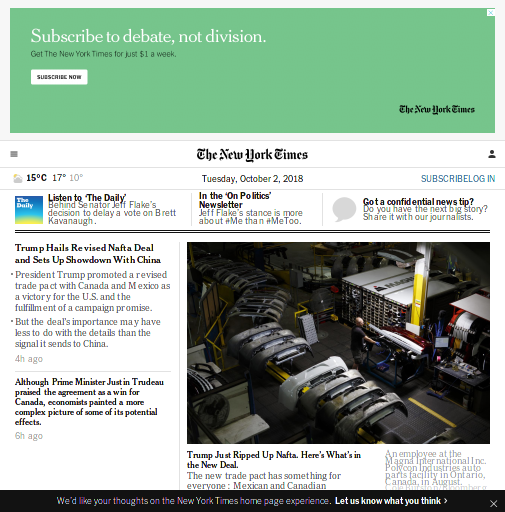 Subscribe to debate, not division.
Get The New York Times for just $1 a week.
SUBSCRIBE NOW
The New York Times
The New York Times
15ºC 17° 10°
Tuesday, October 2, 2018
SUBSCRIBE LOG IN
The Daily
Listen to ‘The Daily’
Behind Senator Jeff Flake’s
decision to delay a vote on Brett
Kavanaugh.
In the ‘On Politics’
Newsletter
Jeff Flake’s stance is more
about #Me than #MeToo.
Got a confidential news tip?
Do you have the next big story?
Share it with our journalists.
Trump Hails Revised Nafta Deal
and Sets Up Showdown With China
• President Trump promoted a revised
trade pact with Canada and Mexico as
a victory for the U.S. and the
fulfillment of a campaign promise.
• But the deal’s importance may have
less to do with the details than the
signal it sends to China.
4h ago
Although Prime Minister Justin Trudeau
praised the agreement as a win for
Canada, economists painted a more
complex picture of some of its potential
effects.
6h ago
Trump Just Ripped Up Nafta. Here’s What’s in
the New Deal.
The new trade pact has something for
everyone: Mexican and Canadian
An employee at the
Magna International Inc.
Polycon Industries auto
parts facility in Ontario,
Canada, in August.
We’d like your thoughts on the New York Times home page experience. Let us know what you think ›